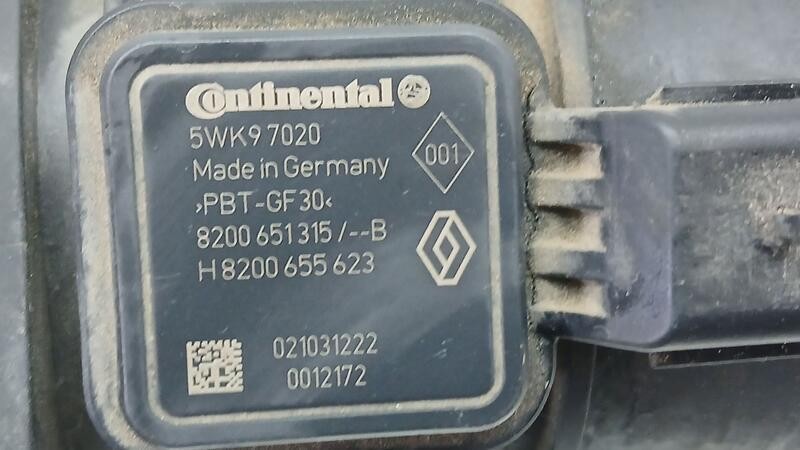 Continental
5WK9 7020
Made in Germany
001
›PBT-GF30‹
8200 651 315 /--B
H 8200 655 623
021031222
0012172